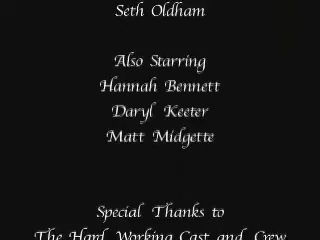 Seth Oldham
Also Starring
Hannah Bennett
Daryl Keeter
Matt Midgette
Special Thanks to
The Hard Working Cast and Crew